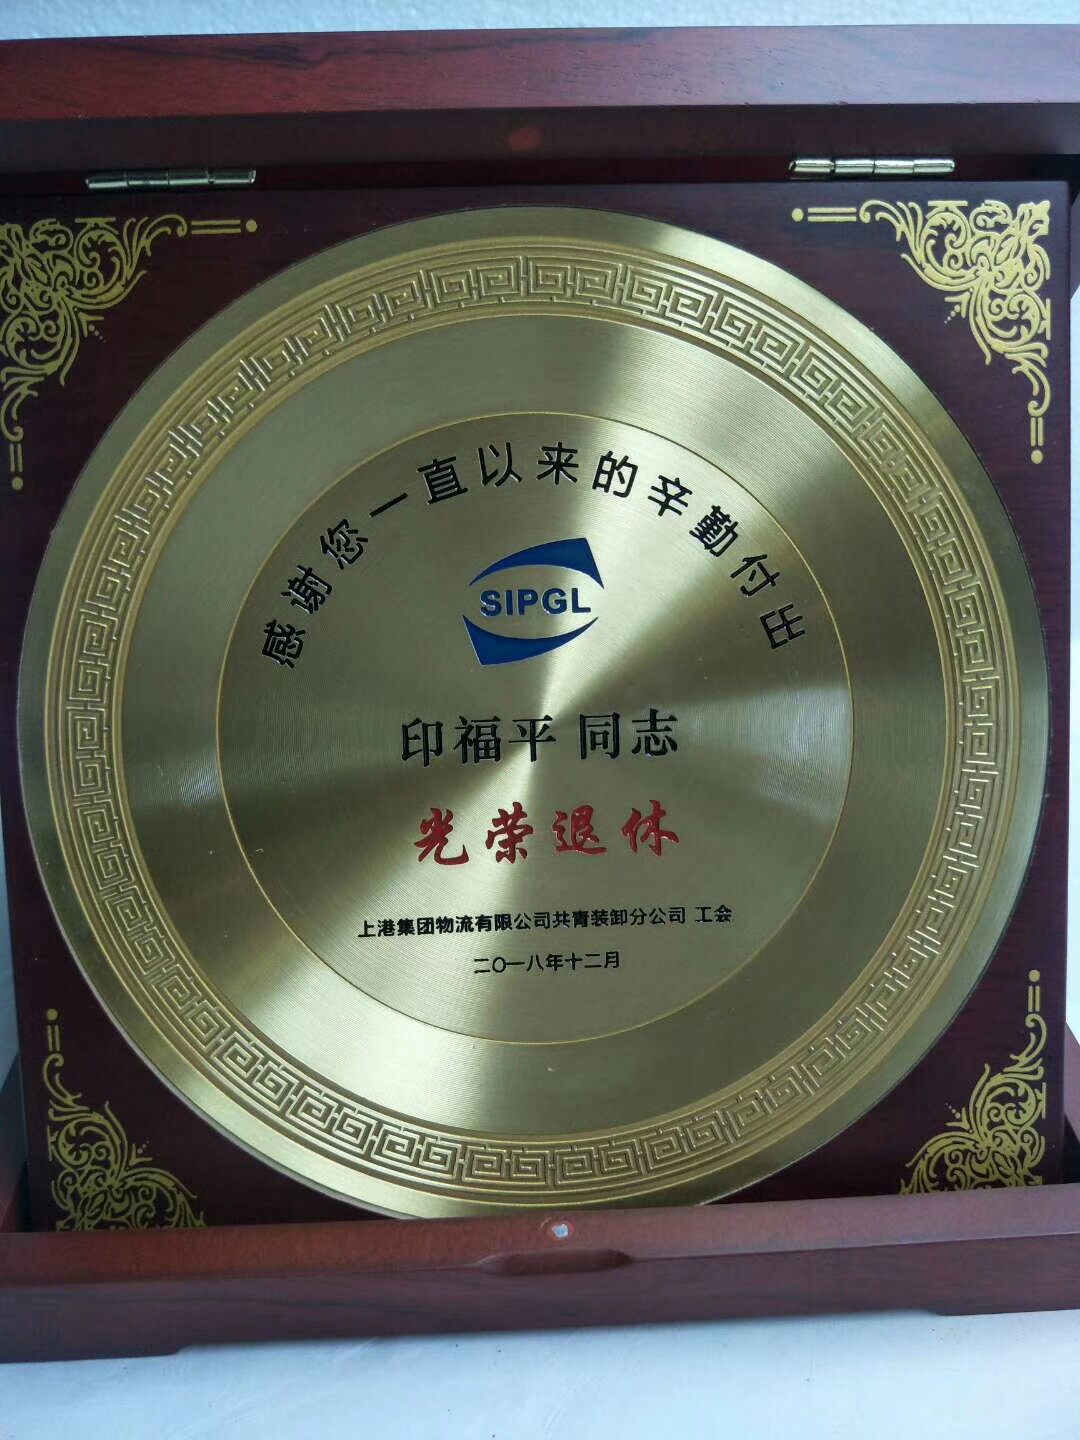 感谢您一直以来的辛勤付出
SIPGL
印福平 同志
光荣退休
上港集团物流有限公司共青装卸分公司 工会
二〇一八年十二月